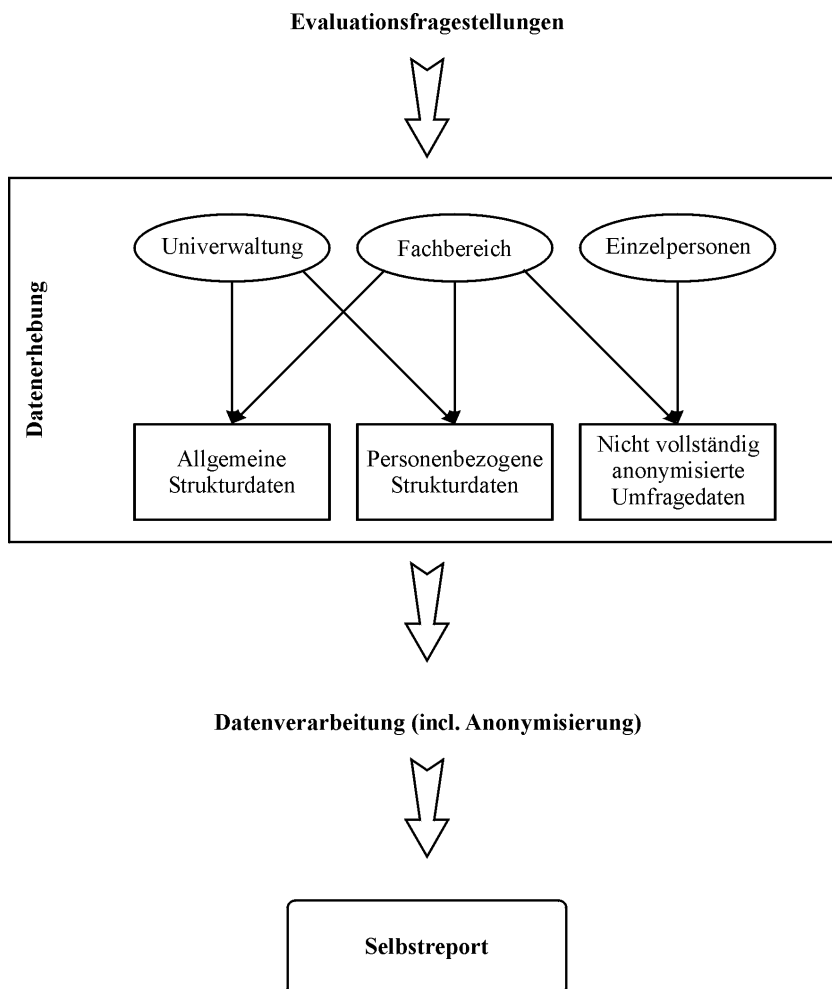 Evaluationsfragestellungen
Datenerhebung
Univerwaltung
Fachbereich
Einzelpersonen
Allgemeine
Strukturdaten
Personenbezogene
Strukturdaten
Nicht vollständig
anonymisierte
Umfragedaten
Datenverarbeitung (incl. Anonymisierung)
Selbstreport